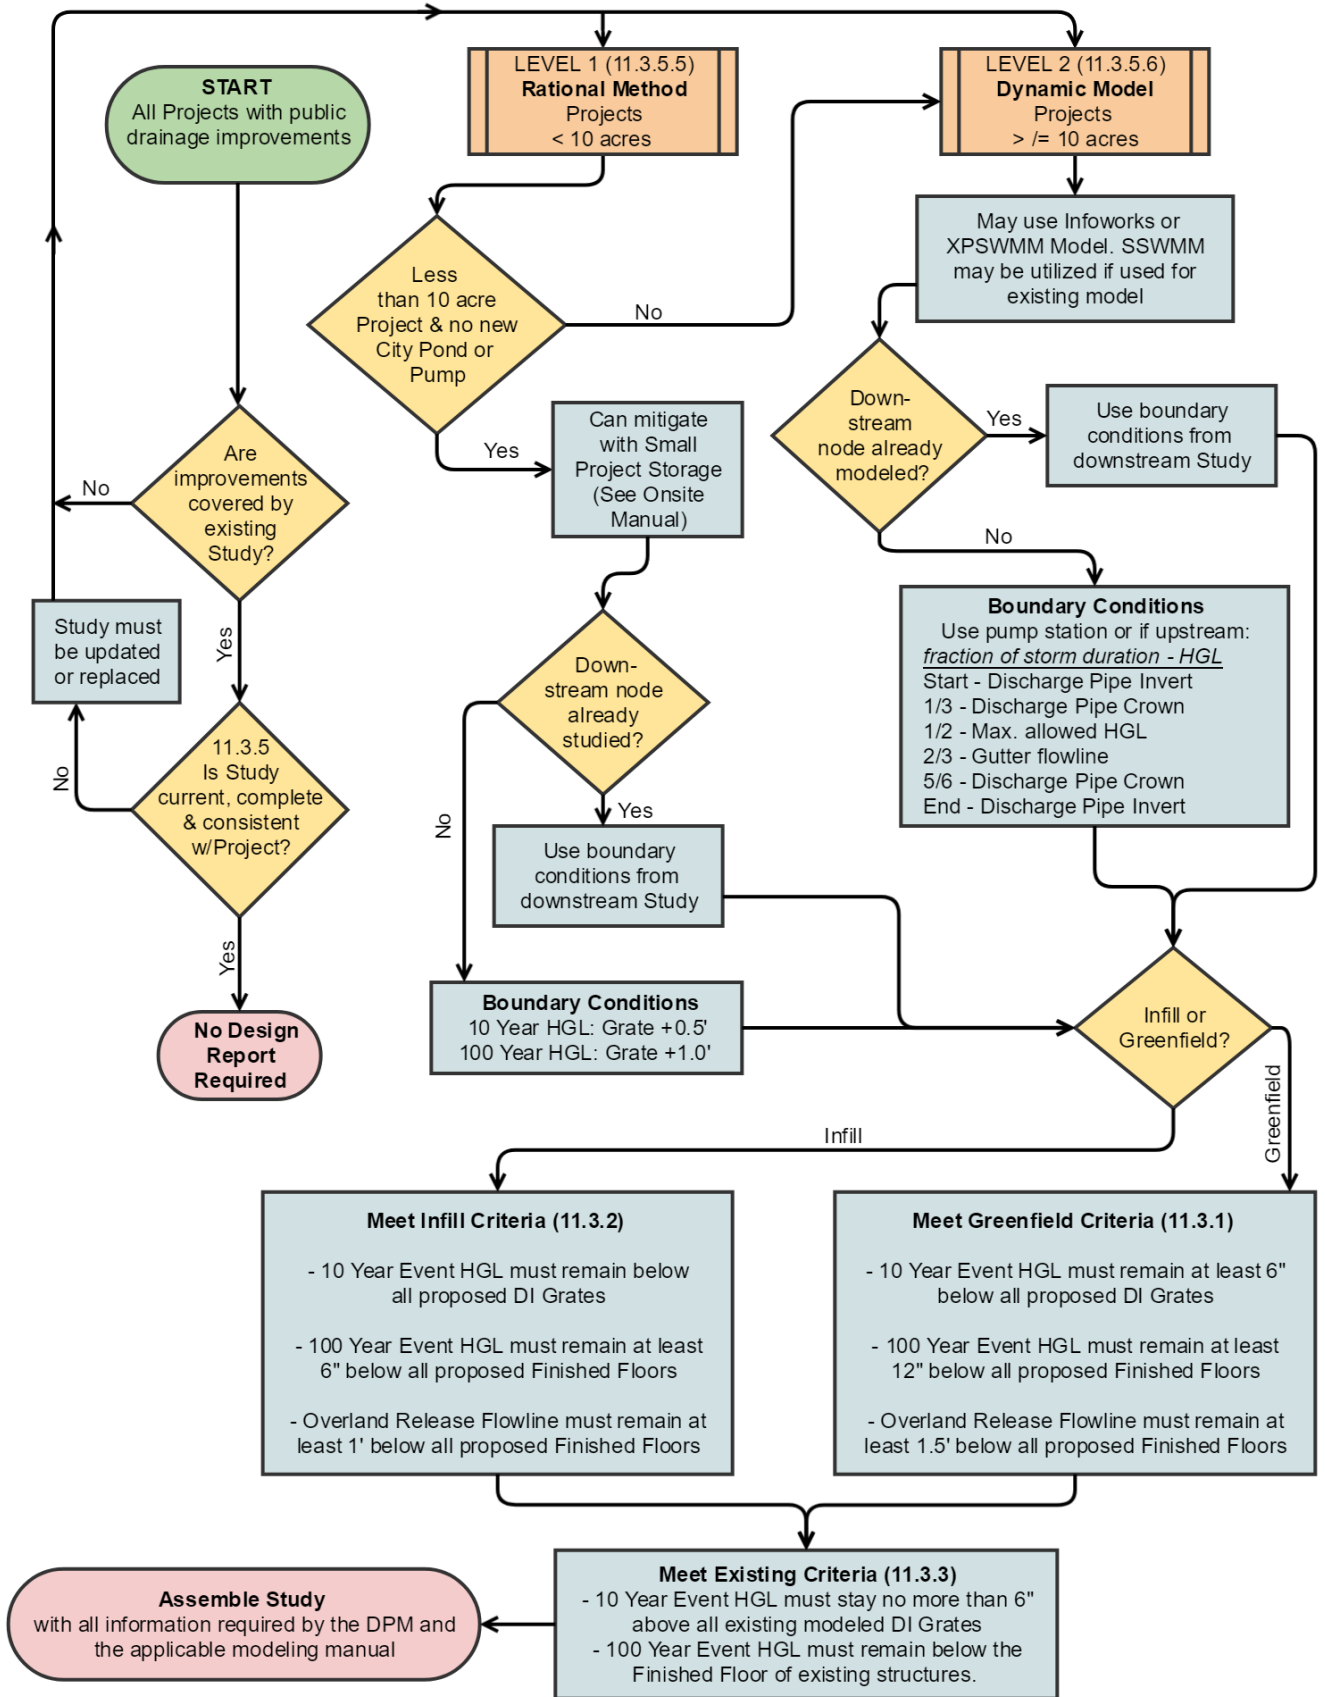 START
All Projects with public
drainage improvements
LEVEL 1 (11.3.5.5)
Rational Method
Projects
< 10 acres
LEVEL 2 (11.3.5.6)
Dynamic Model
Projects
> /= 10 acres
May use Infoworks or
XPSWMM Model. SSWMM
may be utilized if used for
existing model
Less
than 10 acre
Project & no new
City Pond or
Pump
No
Yes
Can mitigate
with Small
Project Storage
(See Onsite
Manual)
Down-
stream node
already
studied?
No
Yes
Use boundary
conditions from
downstream Study
Boundary Conditions
10 Year HGL: Grate +0.5'
100 Year HGL: Grate +1.0'
Down-
stream
node already
modeled?
Yes
Use boundary
conditions from
downstream Study
No
Boundary Conditions
Use pump station or if upstream:
fraction of storm duration - HGL
Start - Discharge Pipe Invert
1/3 - Discharge Pipe Crown
1/2 - Max. allowed HGL
2/3 - Gutter flowline
5/6 - Discharge Pipe Crown
End - Discharge Pipe Invert
Are
improvements
covered by
existing
Study?
No
Yes
Study must
be updated
or replaced
11.3.5
Is Study
current, complete
& consistent
w/Project?
No
Yes
No Design
Report
Required
Infill or
Greenfield?
Infill
Greenfield
Meet Infill Criteria (11.3.2)
- 10 Year Event HGL must remain below
all proposed DI Grates
- 100 Year Event HGL must remain at least
6" below all proposed Finished Floors
- Overland Release Flowline must remain at
least 1' below all proposed Finished Floors
Meet Greenfield Criteria (11.3.1)
- 10 Year Event HGL must remain at least 6"
below all proposed DI Grates
- 100 Year Event HGL must remain at least
12" below all proposed Finished Floors
- Overland Release Flowline must remain at
least 1.5' below all proposed Finished Floors
Meet Existing Criteria (11.3.3)
- 10 Year Event HGL must stay no more than 6"
above all existing modeled DI Grates
- 100 Year Event HGL must remain below the
Finished Floor of existing structures.
Assemble Study
with all information required by the DPM and
the applicable modeling manual